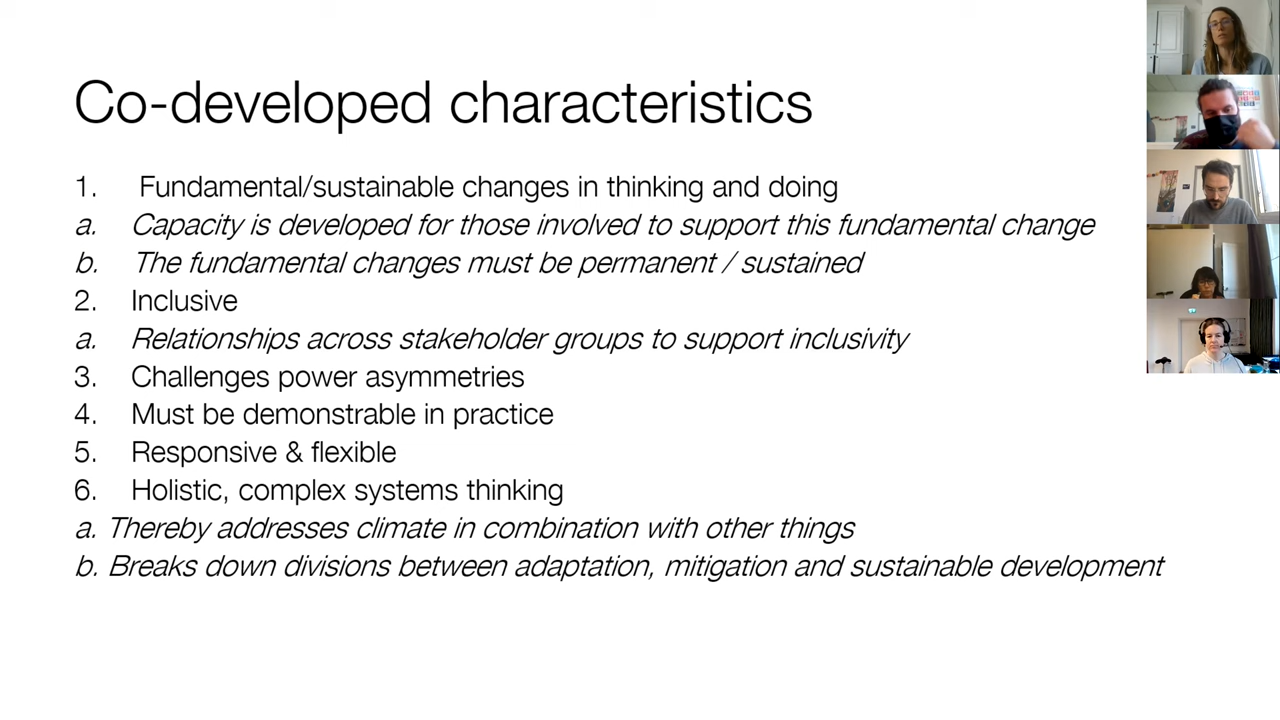 Co-developed characteristics
1. Fundamental/sustainable changes in thinking and doing
a. Capacity is developed for those involved to support this fundamental change
b. The fundamental changes must be permanent / sustained
2. Inclusive
a. Relationships across stakeholder groups to support inclusivity
3. Challenges power asymmetries
4. Must be demonstrable in practice
5. Responsive & flexible
6. Holistic, complex systems thinking
a. Thereby addresses climate in combination with other things
b. Breaks down divisions between adaptation, mitigation and sustainable development